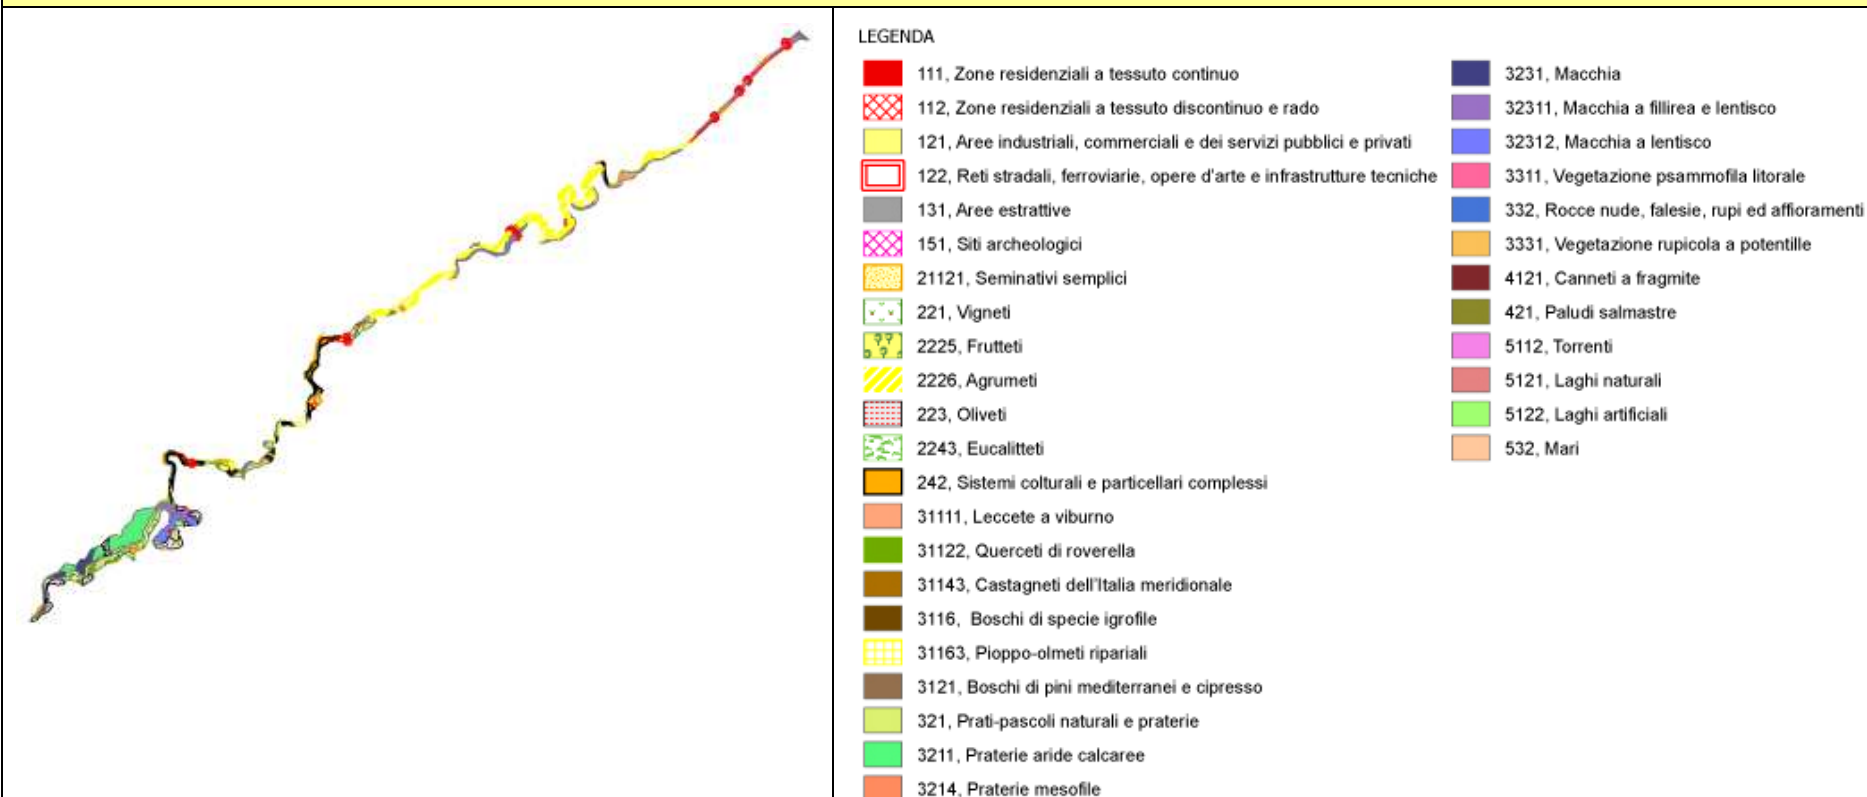 LEGENDA
111, Zone residenziali a tessuto continuo
112, Zone residenziali a tessuto discontinuo e rado
121, Aree industriali, commerciali e dei servizi pubblici e privati
122, Reti stradali, ferroviarie, opere d'arte e infrastrutture tecniche
131, Aree estrattive
151, Siti archeologici
21121, Seminativi semplici
221, Vigneti
2225, Frutteti
2226, Agrumeti
223, Oliveti
2243, Eucalitteti
242, Sistemi colturali e particellari complessi
31111, Leccete a viburno
31122, Querceti di roverella
31143, Castagneti dell'Italia meridionale
3116, Boschi di specie igrofile
31163, Pioppo-olmeti ripariali
3121, Boschi di pini mediterranei e cipresso
321, Prati-pascoli naturali e praterie
3211, Praterie aride calcaree
3214, Praterie mesofile
3231, Macchia
32311, Macchia a fillirea e lentisco
32312, Macchia a lentisco
3311, Vegetazione psammofila litorale
332, Rocce nude, falesie, rupi ed affioramenti
3331, Vegetazione rupicola a potentille
4121, Canneti a fragmite
421, Paludi salmastre
5112, Torrenti
5121, Laghi naturali
5122, Laghi artificiali
532, Mari